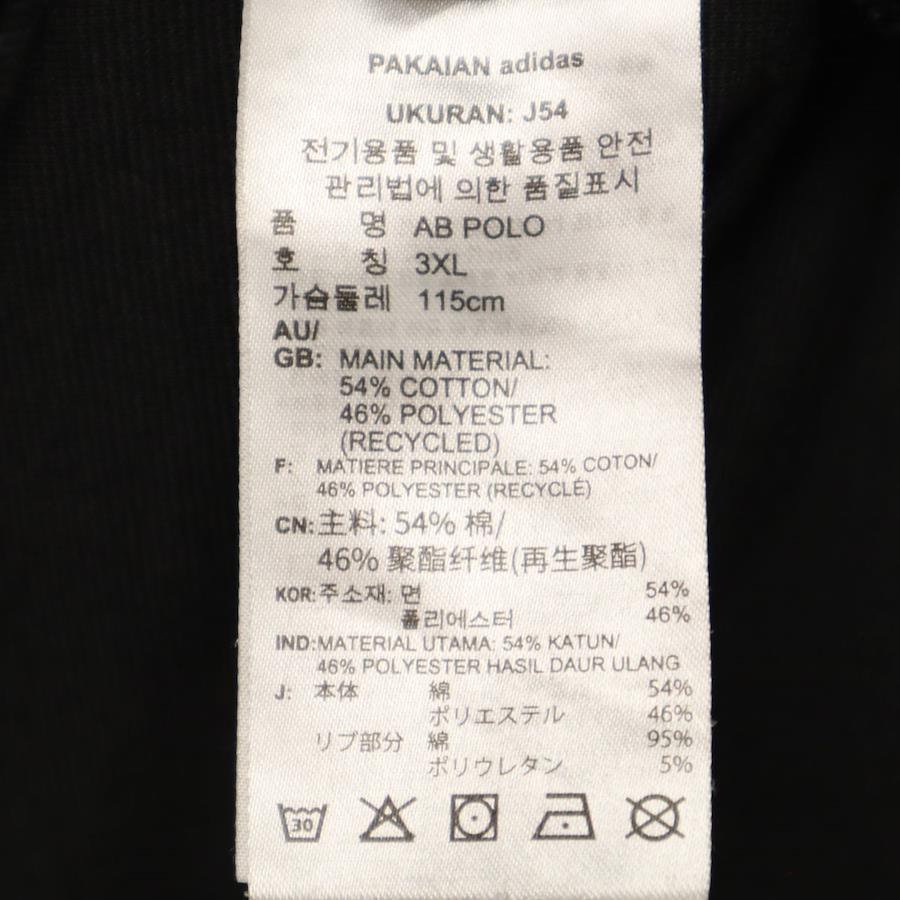 PAKAIAN adidas
UKURAN: J54
전기용품 및 생활용품 안전
관리법에 의한 품질표시
품 명 AB POLO
호 칭 3XL
가슴둘레 115cm
AU/
GB: MAIN MATERIAL:
54% COTTON/
46% POLYESTER
(RECYCLED)
F: MATIERE PRINCIPALE: 54% COTON/
46% POLYESTER (RECYCLÉ)
CN: 主料: 54% 棉/
46% 聚酯纤维(再生聚酯)
KOR: 주소재: 면 54%
폴리에스터 46%
IND: MATERIAL UTAMA: 54% KATUN/
46% POLYESTER HASIL DAUR ULANG
J: 本体 綿 54%
ポリエステル 46%
リブ部分 綿 95%
ポリウレタン 5%
30